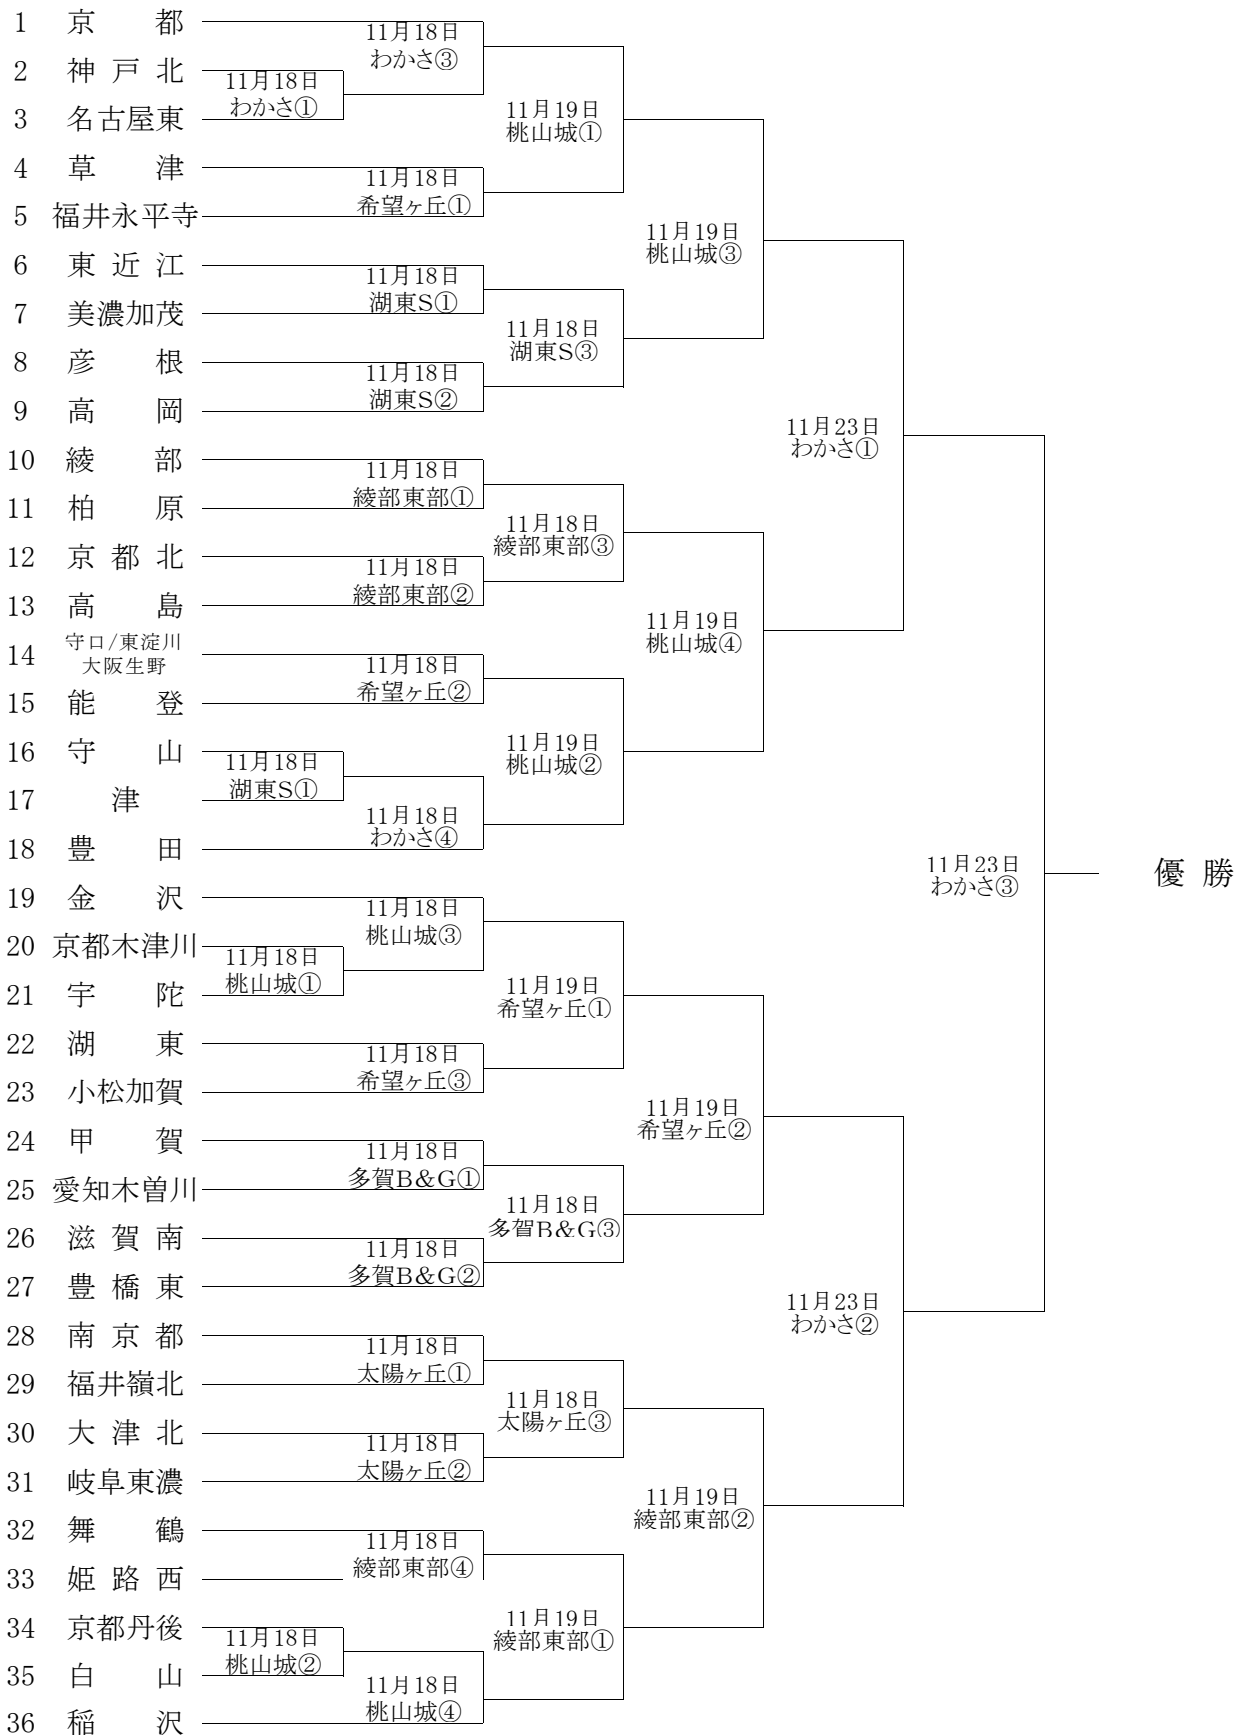 1 京都
11月18日
わかさ③
2 神戸北
11月18日
わかさ①
3 名古屋東
11月19日
桃山城①
4 草津
11月18日
希望ヶ丘①
5 福井永平寺
11月19日
桃山城③
6 東近江
11月18日
湖東S①
7 美濃加茂
11月18日
湖東S③
8 彦根
11月18日
湖東S②
9 高岡
11月23日
わかさ①
10 綾部
11月18日
綾部東部①
11 柏原
11月18日
綾部東部③
12 京都北
11月18日
綾部東部②
13 高島
11月19日
桃山城④
14 守口/東淀川
大阪生野
11月18日
希望ヶ丘②
15 能登
16 守山
11月18日
湖東S①
11月19日
桃山城②
17 津
11月18日
わかさ④
18 豊田
11月23日
わかさ③
優勝
19 金沢
11月18日
桃山城③
20 京都木津川
11月18日
桃山城①
21 宇陀
11月19日
希望ヶ丘①
22 湖東
11月18日
希望ヶ丘③
23 小松加賀
11月19日
希望ヶ丘②
24 甲賀
11月18日
多賀B&G①
25 愛知木曽川
11月18日
多賀B&G③
26 滋賀南
11月18日
多賀B&G②
27 豊橋東
11月23日
わかさ②
28 南京都
11月18日
太陽ヶ丘①
29 福井嶺北
11月18日
太陽ヶ丘③
30 大津北
11月18日
太陽ヶ丘②
31 岐阜東濃
11月19日
綾部東部②
32 舞鶴
11月18日
綾部東部④
33 姫路西
34 京都丹後
11月18日
桃山城②
11月19日
綾部東部①
35 白山
11月18日
桃山城④
36 稲沢